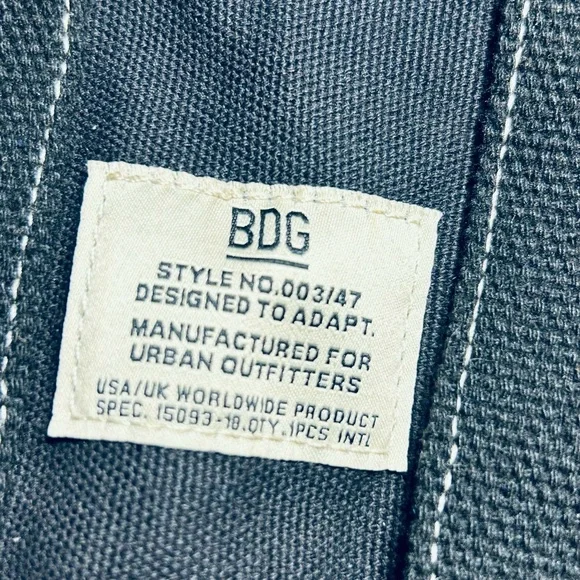 BDG
STYLE NO.003/47
DESIGNED TO ADAPT.
MANUFACTURED FOR
URBAN OUTFITTERS
USA/UK WORLDWIDE PRODUCT
SPEC. 15093-18.QTY.1PCS INTL